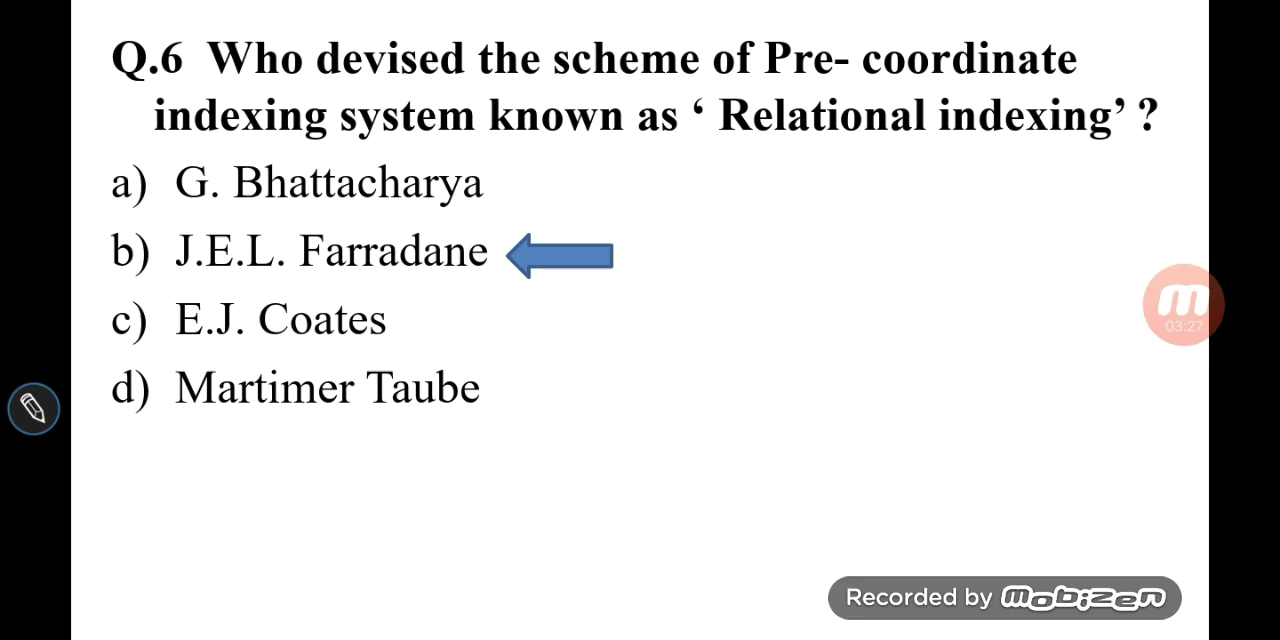 Q.6 Who devised the scheme of Pre- coordinate
indexing system known as ‘ Relational indexing’ ?
a) G. Bhattacharya
b) J.E.L. Farradane
c) E.J. Coates
d) Martimer Taube
03:27
Recorded by mobizen